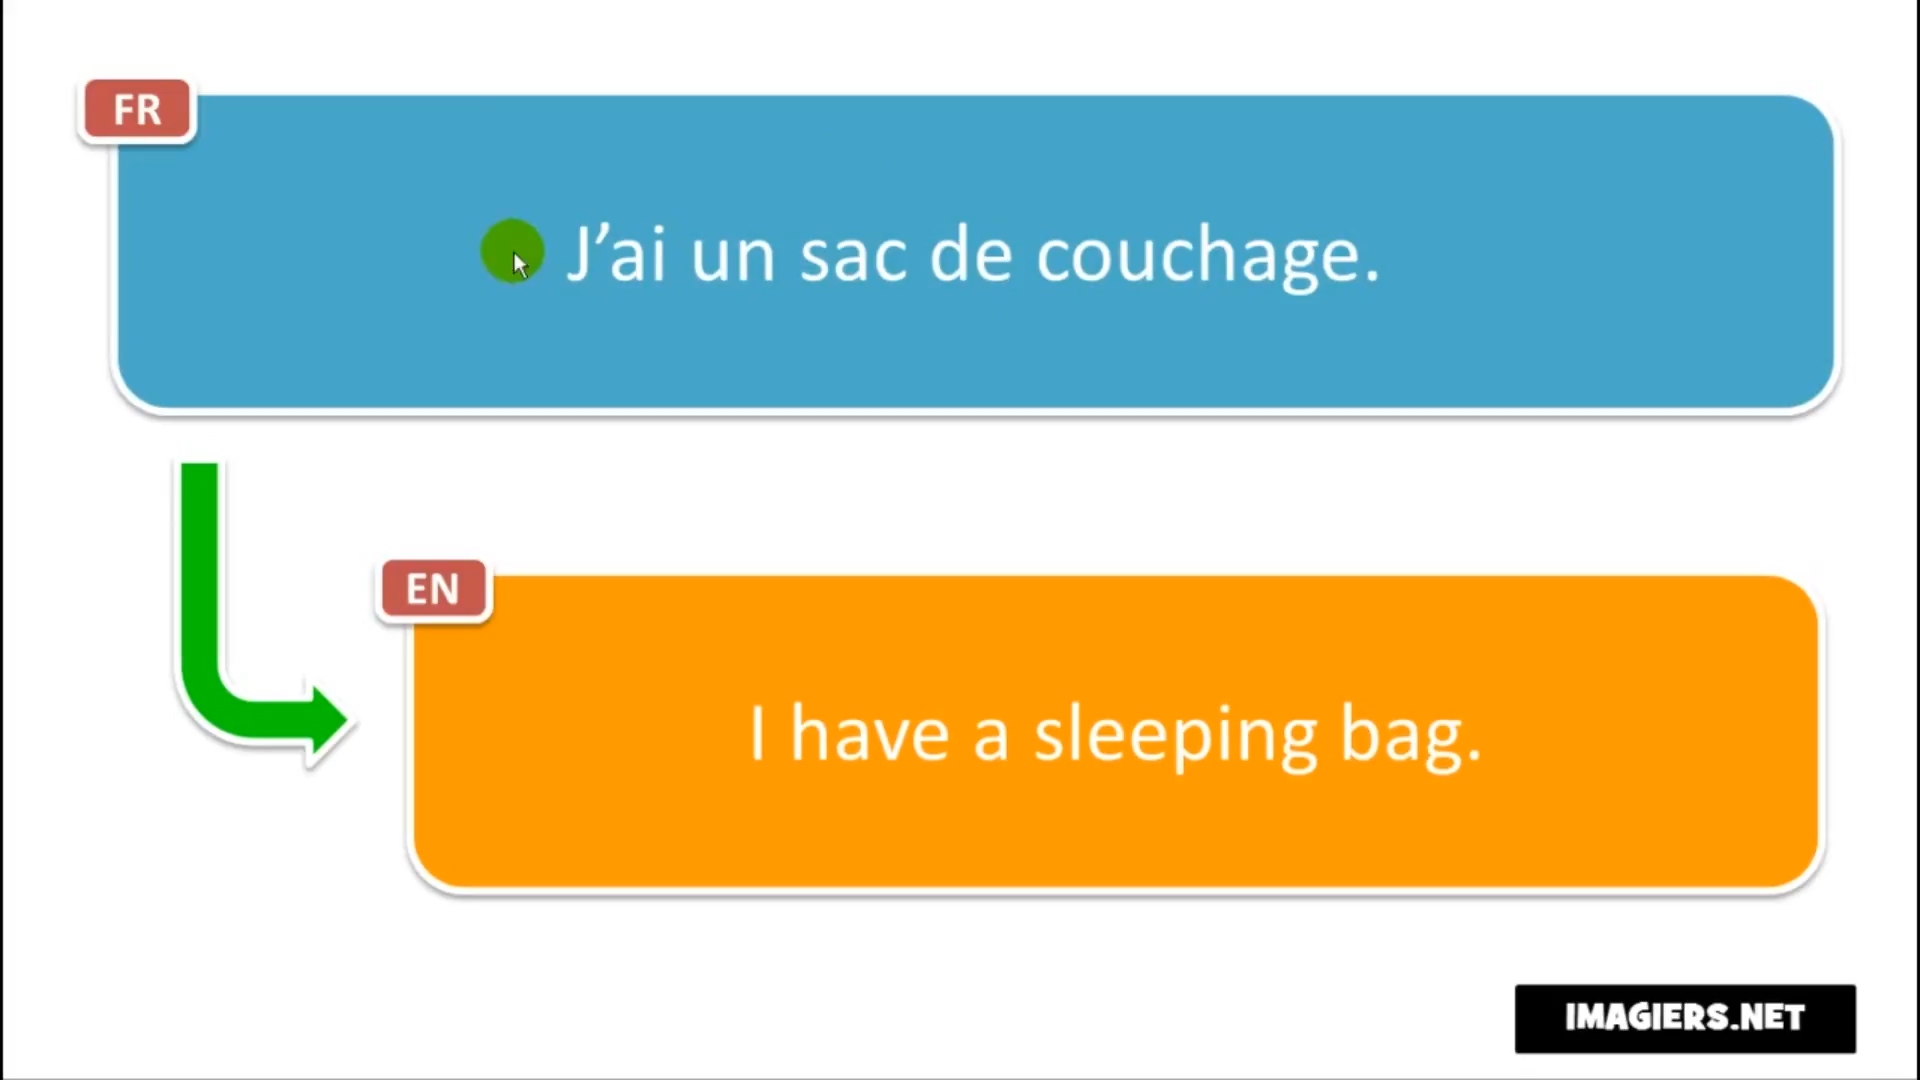 FR
J’ai un sac de couchage.
EN
I have a sleeping bag.
IMAGIERS.NET